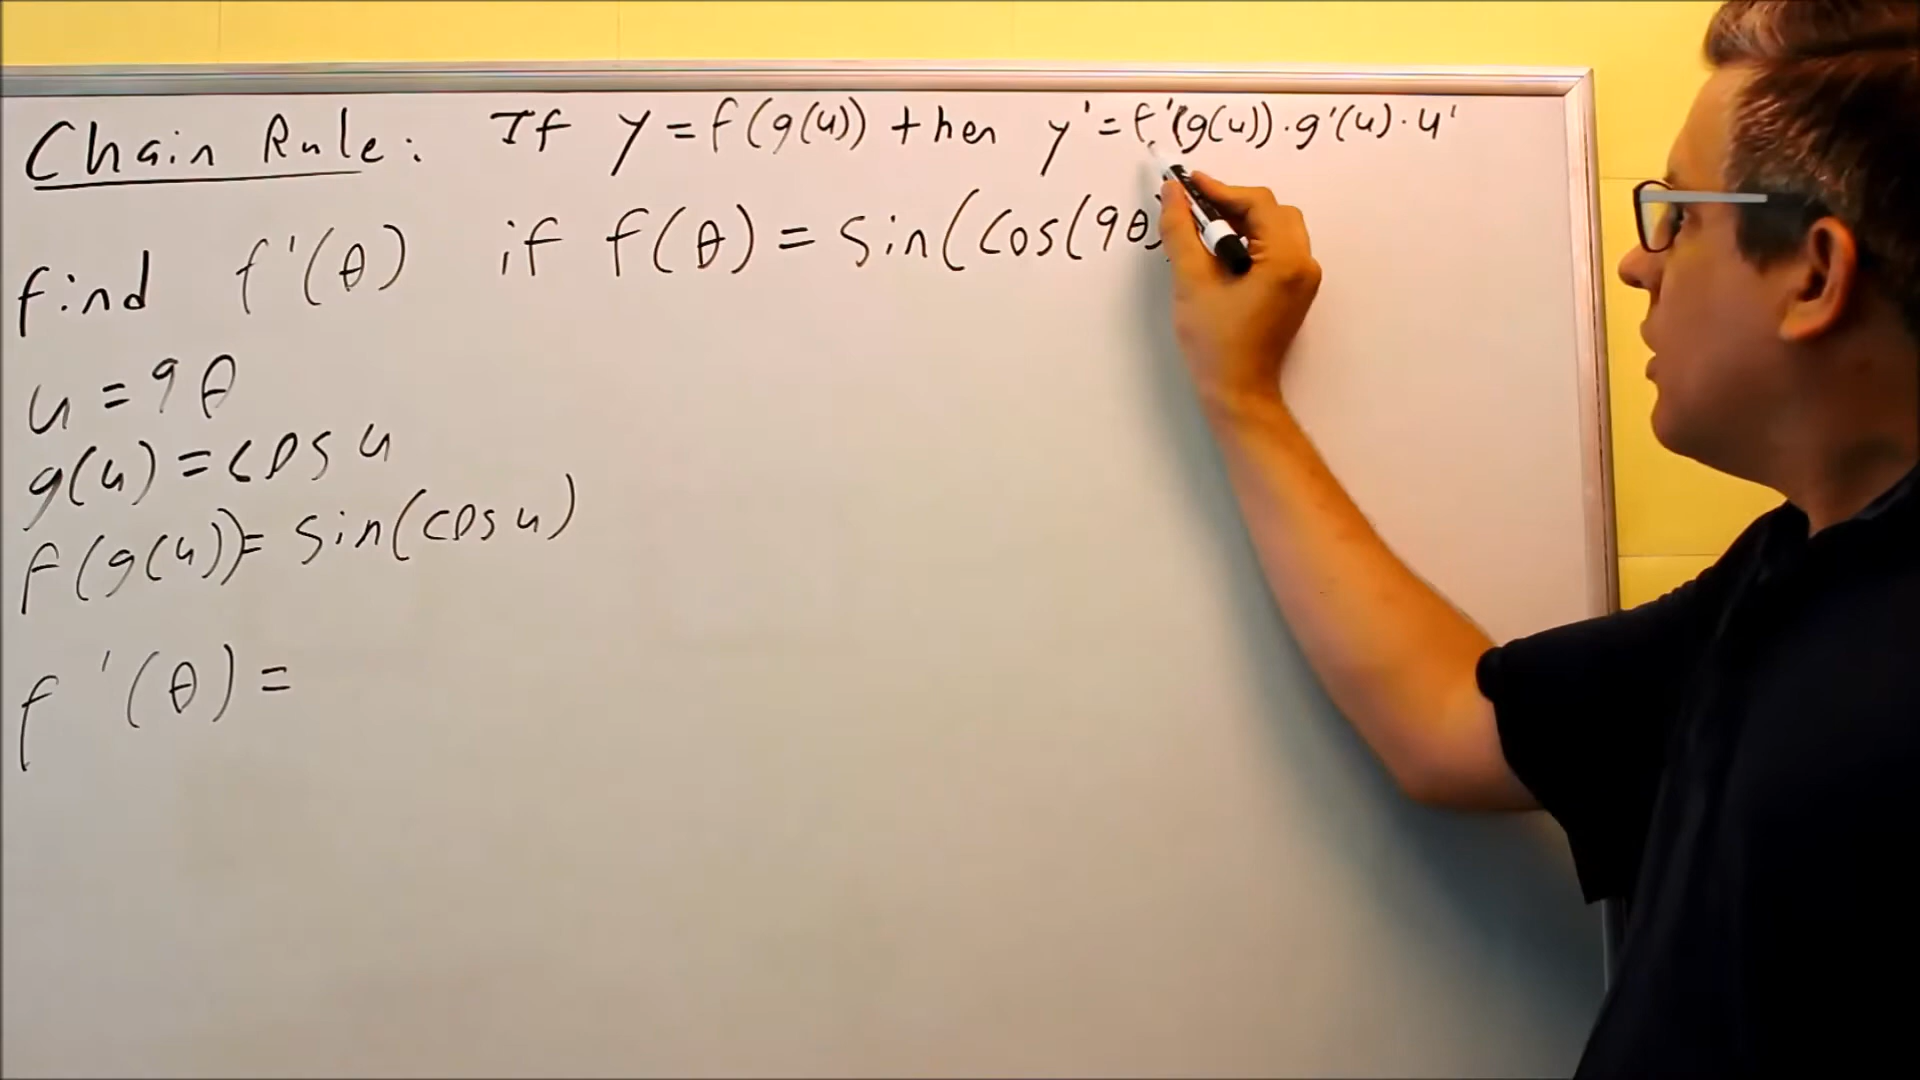 Chain Rule: If y = f(g(u)) then y' = f'(g(u))·g'(u)·u'
find f'(θ) if f(θ) = sin(cos(9θ)
u = 9θ
g(u) = cos u
f(g(u)) = sin(cos u)
f'(θ) =